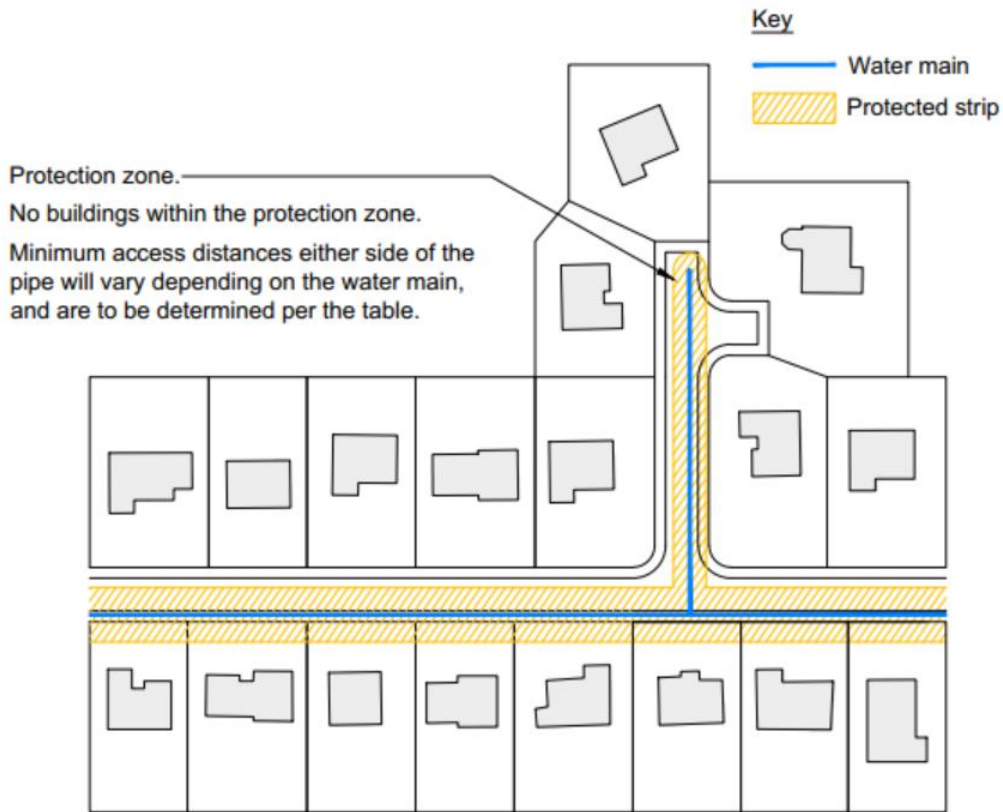 Key
Water main
Protected strip
Protection zone.
No buildings within the protection zone.
Minimum access distances either side of the
pipe will vary depending on the water main,
and are to be determined per the table.